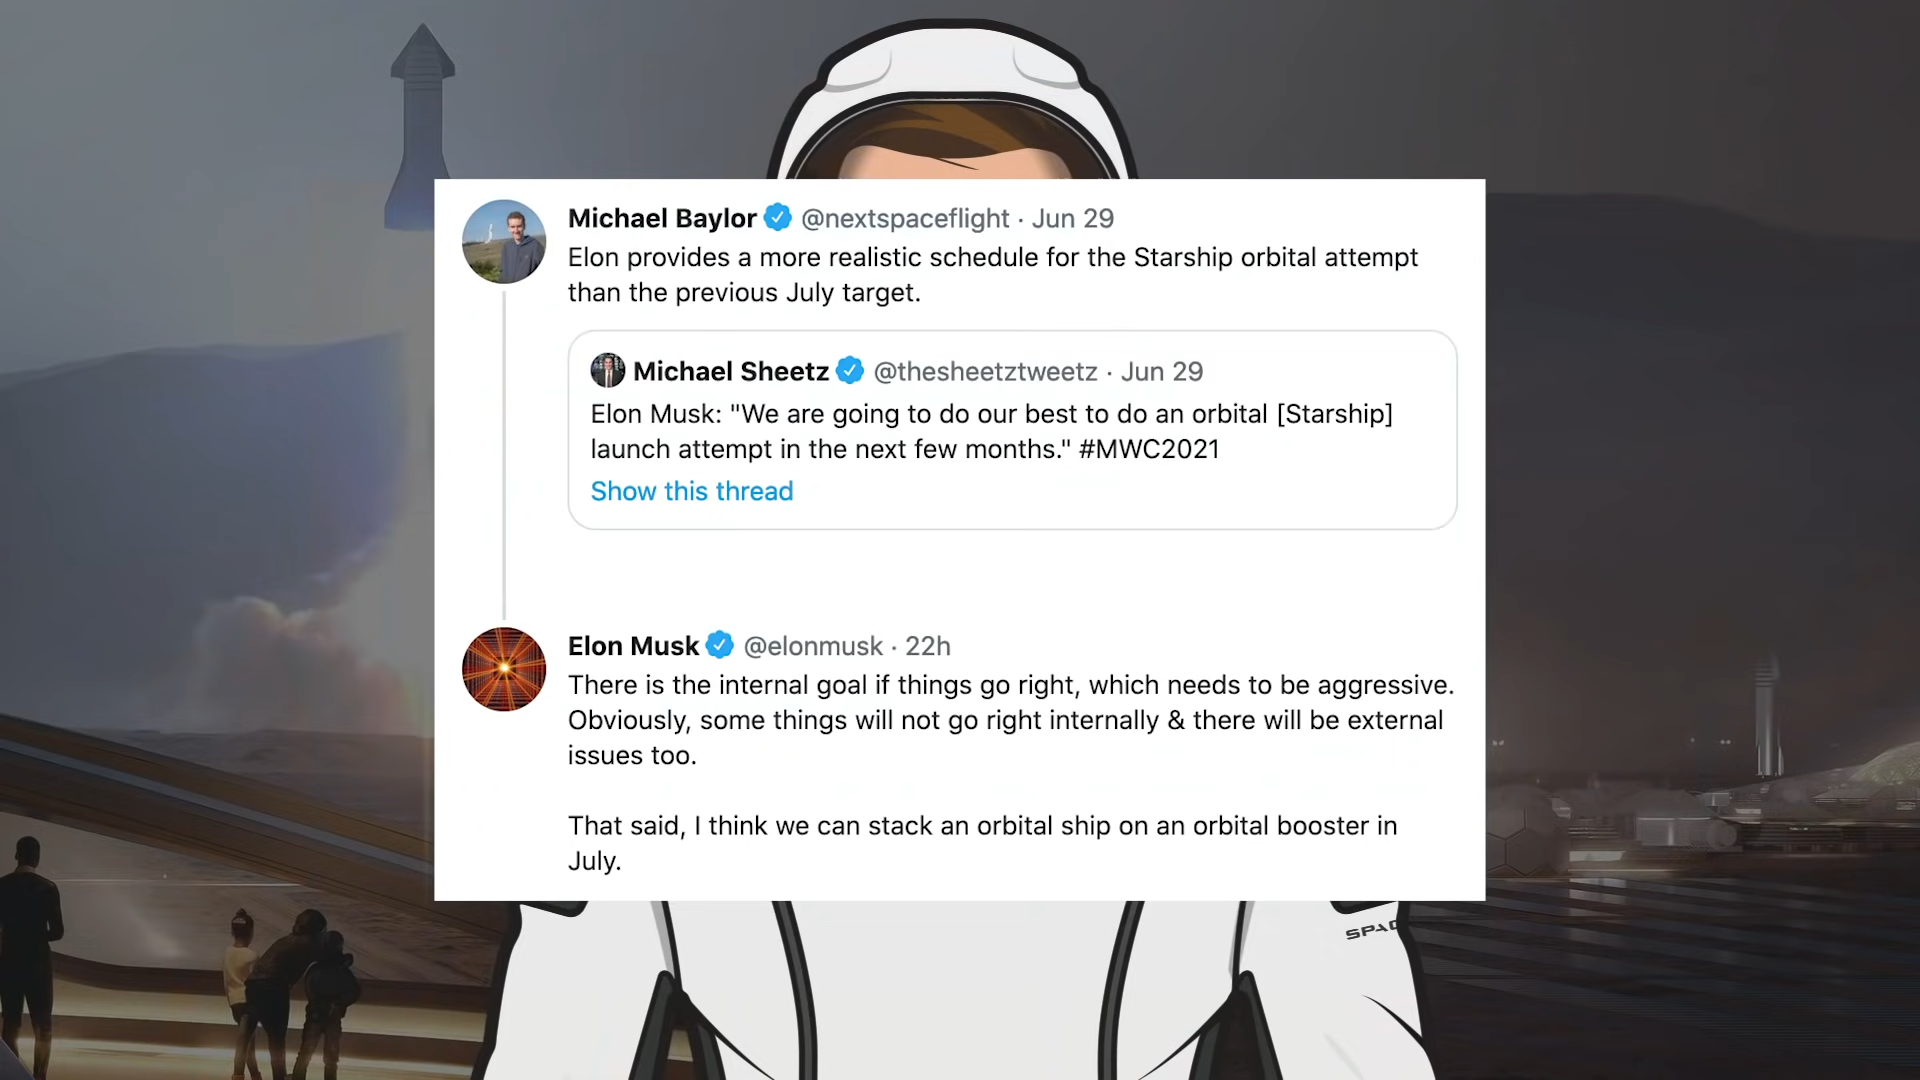 Michael Baylor @nextspaceflight · Jun 29
Elon provides a more realistic schedule for the Starship orbital attempt
than the previous July target.
Michael Sheetz @thesheetztweetz · Jun 29
Elon Musk: "We are going to do our best to do an orbital [Starship]
launch attempt in the next few months." #MWC2021
Show this thread
Elon Musk @elonmusk · 22h
There is the internal goal if things go right, which needs to be aggressive.
Obviously, some things will not go right internally & there will be external
issues too.
That said, I think we can stack an orbital ship on an orbital booster in
July.
SPAC